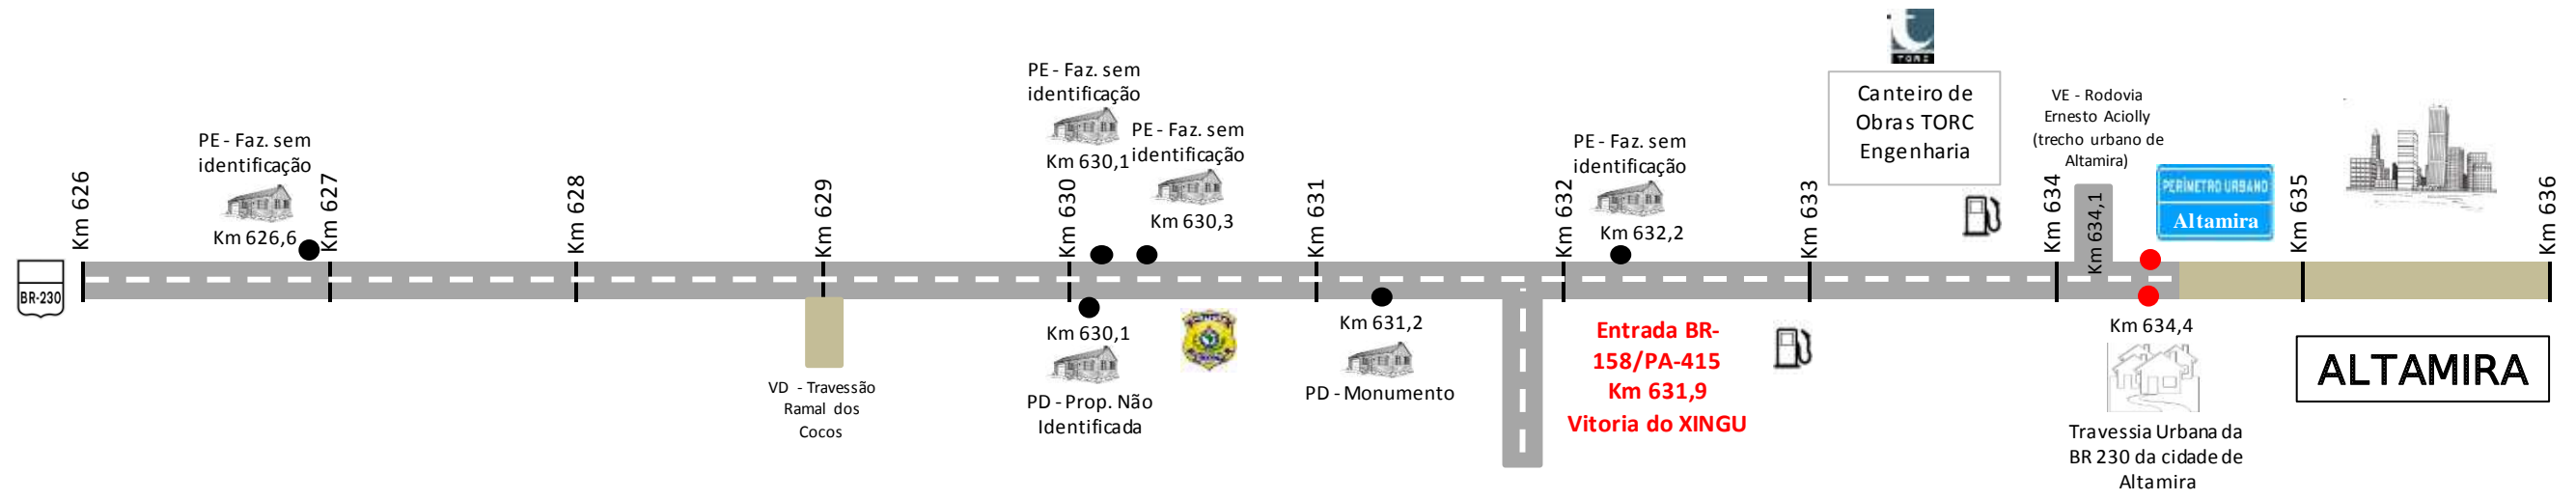 BR-230
Km 626
PE - Faz. sem
identificação
Km 626,6
Km 627
Km 628
Km 629
VD - Travessão
Ramal dos
Cocos
Km 630
PE - Faz. sem
identificação
Km 630,1
PE - Faz. sem
identificação
Km 630,3
Km 630,1
PD - Prop. Não
Identificada
Km 631
Km 631,2
PD - Monumento
Km 632
PE - Faz. sem
identificação
Km 632,2
Entrada BR-
158/PA-415
Km 631,9
Vitoria do XINGU
Km 633
TORC
Canteiro de
Obras TORC
Engenharia
Km 634
VE - Rodovia
Ernesto Aciolly
(trecho urbano de
Altamira)
Km 634,1
PERÍMETRO URBANO
Altamira
Km 634,4
Travessia Urbana da
BR 230 da cidade de
Altamira
Km 635
Km 636
ALTAMIRA